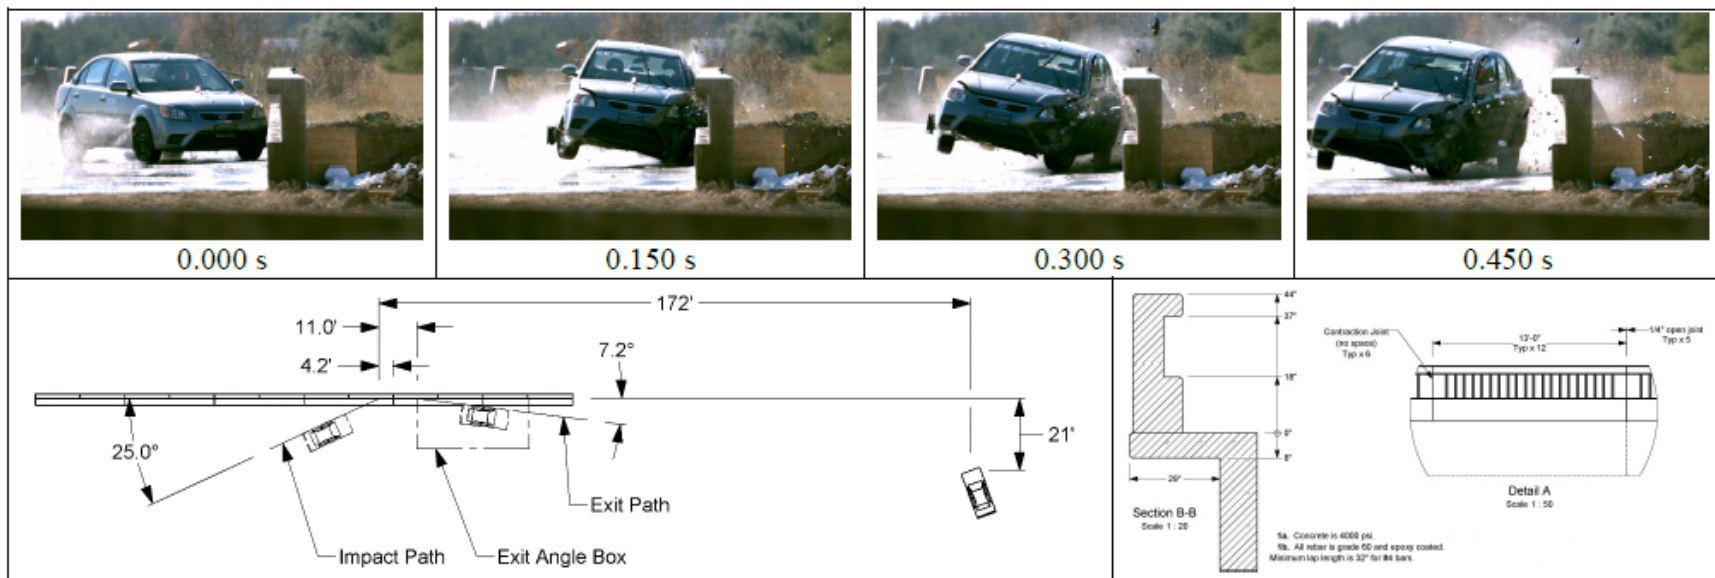 0.000 s
0.150 s
0.300 s
0.450 s
172'
11.0'
4.2'
7.2°
25.0°
21'
Exit Path
Impact Path
Exit Angle Box
44"
37"
18"
0"
29"
Section B-B
Scale 1 : 20
Contraction Joint
(no space)
Typ x 6
13'-0"
Typ x 12
1/4" open joint
Typ x 5
Detail A
Scale 1 : 50
1a. Concrete is 4000 psi.
1b. All rebar is grade 60 and epoxy coated.
Minimum lap length is 32" for #4 bars.